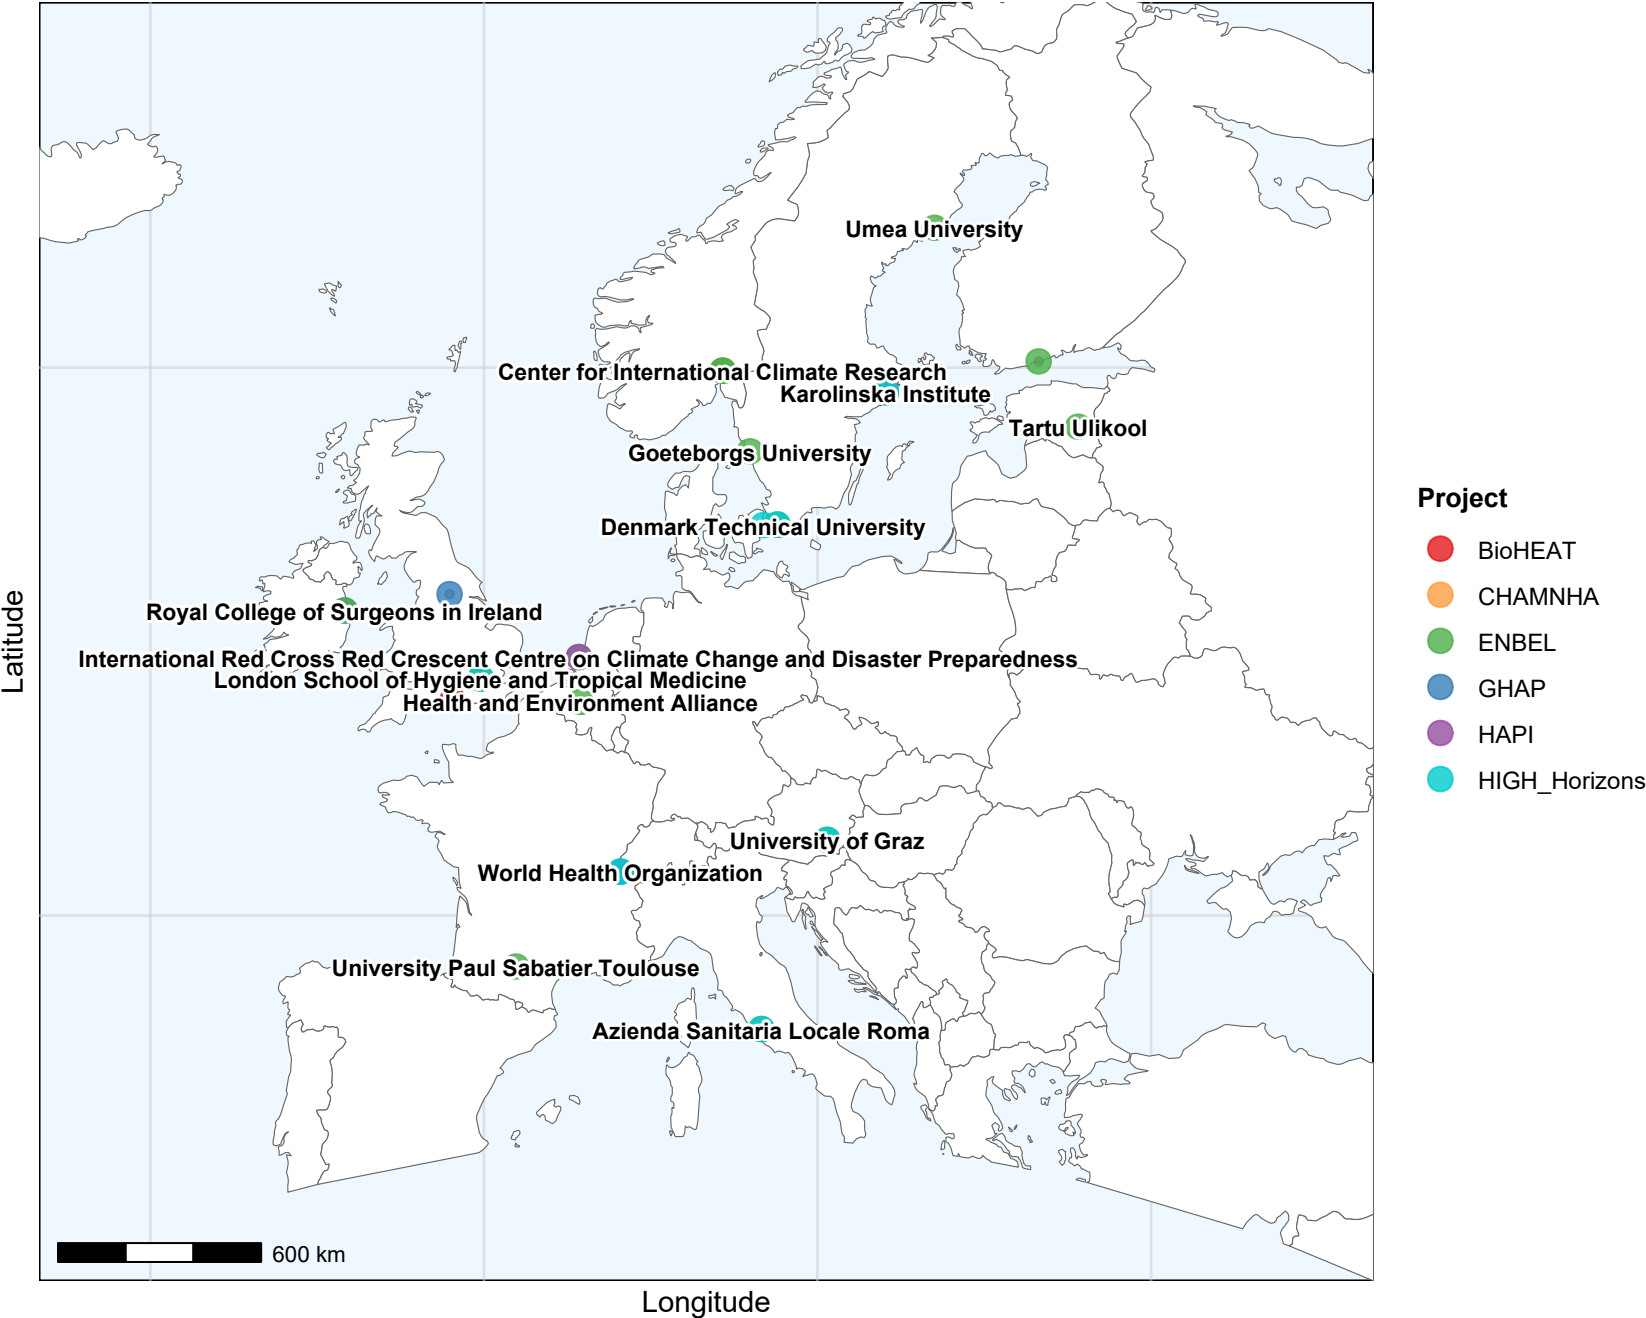 Umea University
Center for International Climate Research
Karolinska Institute
Tartu Ulikool
Goeteborgs University
Denmark Technical University
Royal College of Surgeons in Ireland
International Red Cross Red Crescent Centre on Climate Change and Disaster Preparedness
London School of Hygiene and Tropical Medicine
Health and Environment Alliance
University of Graz
World Health Organization
University Paul Sabatier Toulouse
Azienda Sanitaria Locale Roma
600 km
Longitude
Latitude
Project
BioHEAT
CHAMNHA
ENBEL
GHAP
HAPI
HIGH_Horizons